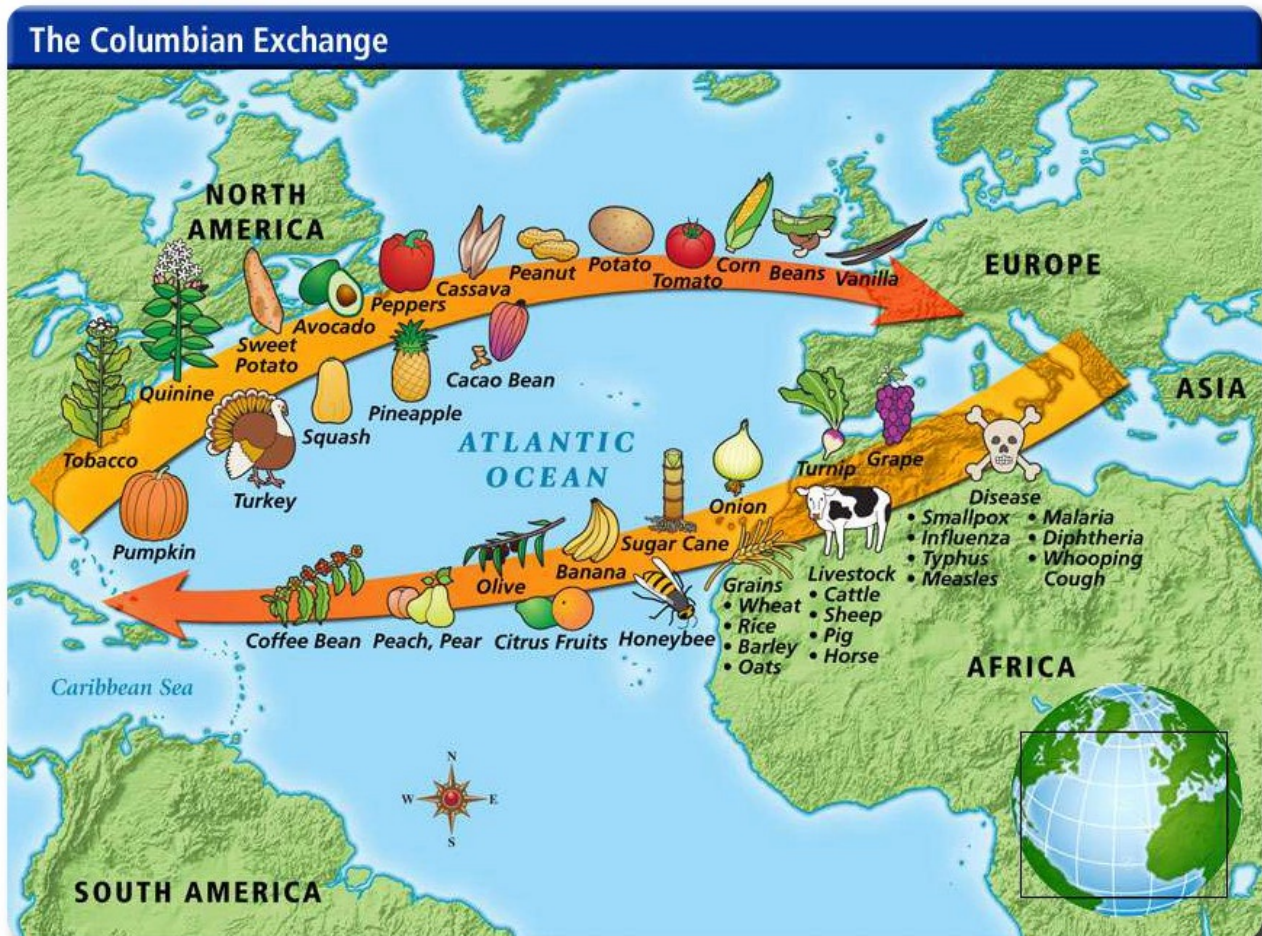 The Columbian Exchange
NORTH
AMERICA
EUROPE
ASIA
Tobacco
Quinine
Sweet
Potato
Avocado
Peppers
Cassava
Peanut
Potato
Tomato
Corn
Beans
Vanilla
Pumpkin
Turkey
Squash
Pineapple
Cacao Bean
ATLANTIC
OCEAN
Coffee Bean
Peach, Pear
Olive
Citrus Fruits
Banana
Sugar Cane
Honeybee
Onion
Grains
• Wheat
• Rice
• Barley
• Oats
Turnip
Livestock
• Cattle
• Sheep
• Pig
• Horse
Grape
Disease
• Smallpox
• Influenza
• Typhus
• Measles
• Malaria
• Diphtheria
• Whooping
Cough
AFRICA
Caribbean Sea
N
W
E
S
SOUTH AMERICA